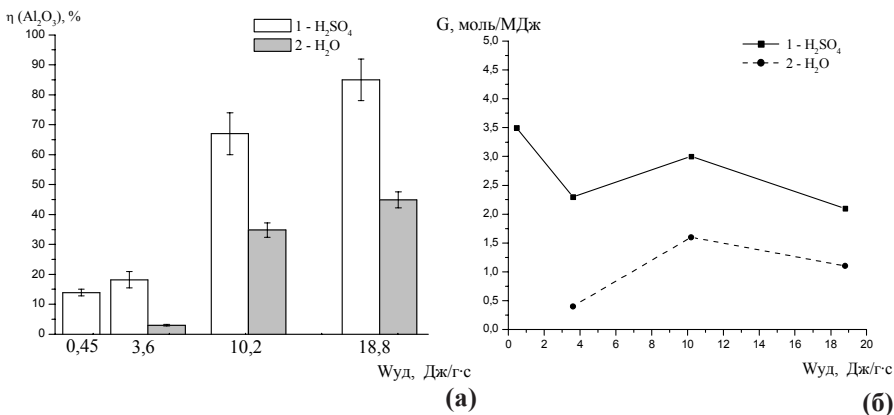 η (Al₂O₃), %
1 - H₂SO₄
2 - H₂O
100
90
80
70
60
50
40
30
20
10
0
0,45 3,6 10,2 18,8
Wуд, Дж/г·с
(а)
G, моль/МДж
1 - H₂SO₄
2 - H₂O
5,0
4,5
4,0
3,5
3,0
2,5
2,0
1,5
1,0
0,5
0,0
0 2 4 6 8 10 12 14 16 18 20
Wуд, Дж/г·с
(б)